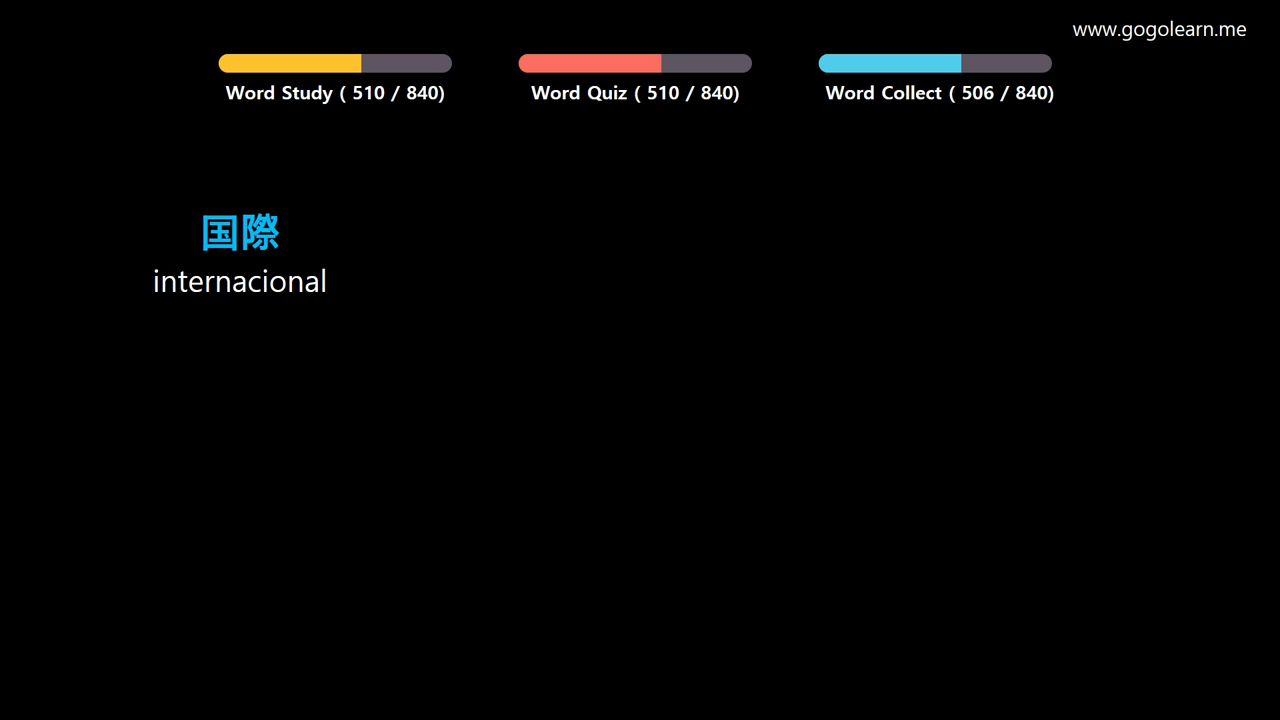 www.gogolearn.me
Word Study ( 510 / 840)
Word Quiz ( 510 / 840)
Word Collect ( 506 / 840)
国際
internacional